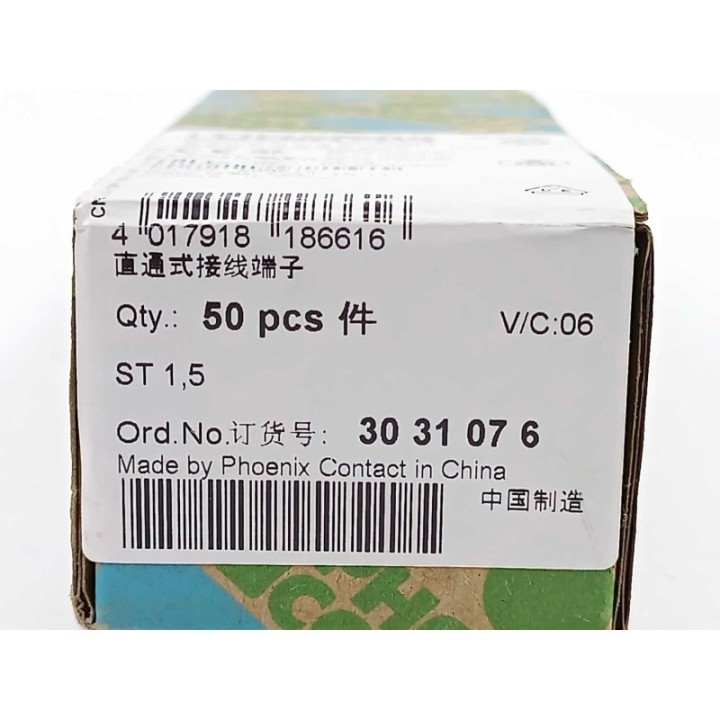 4 017918 186616
直通式接线端子
Qty.: 50 pcs 件 V/C:06
ST 1,5
Ord.No.订货号: 30 31 07 6
Made by Phoenix Contact in China
中国制造